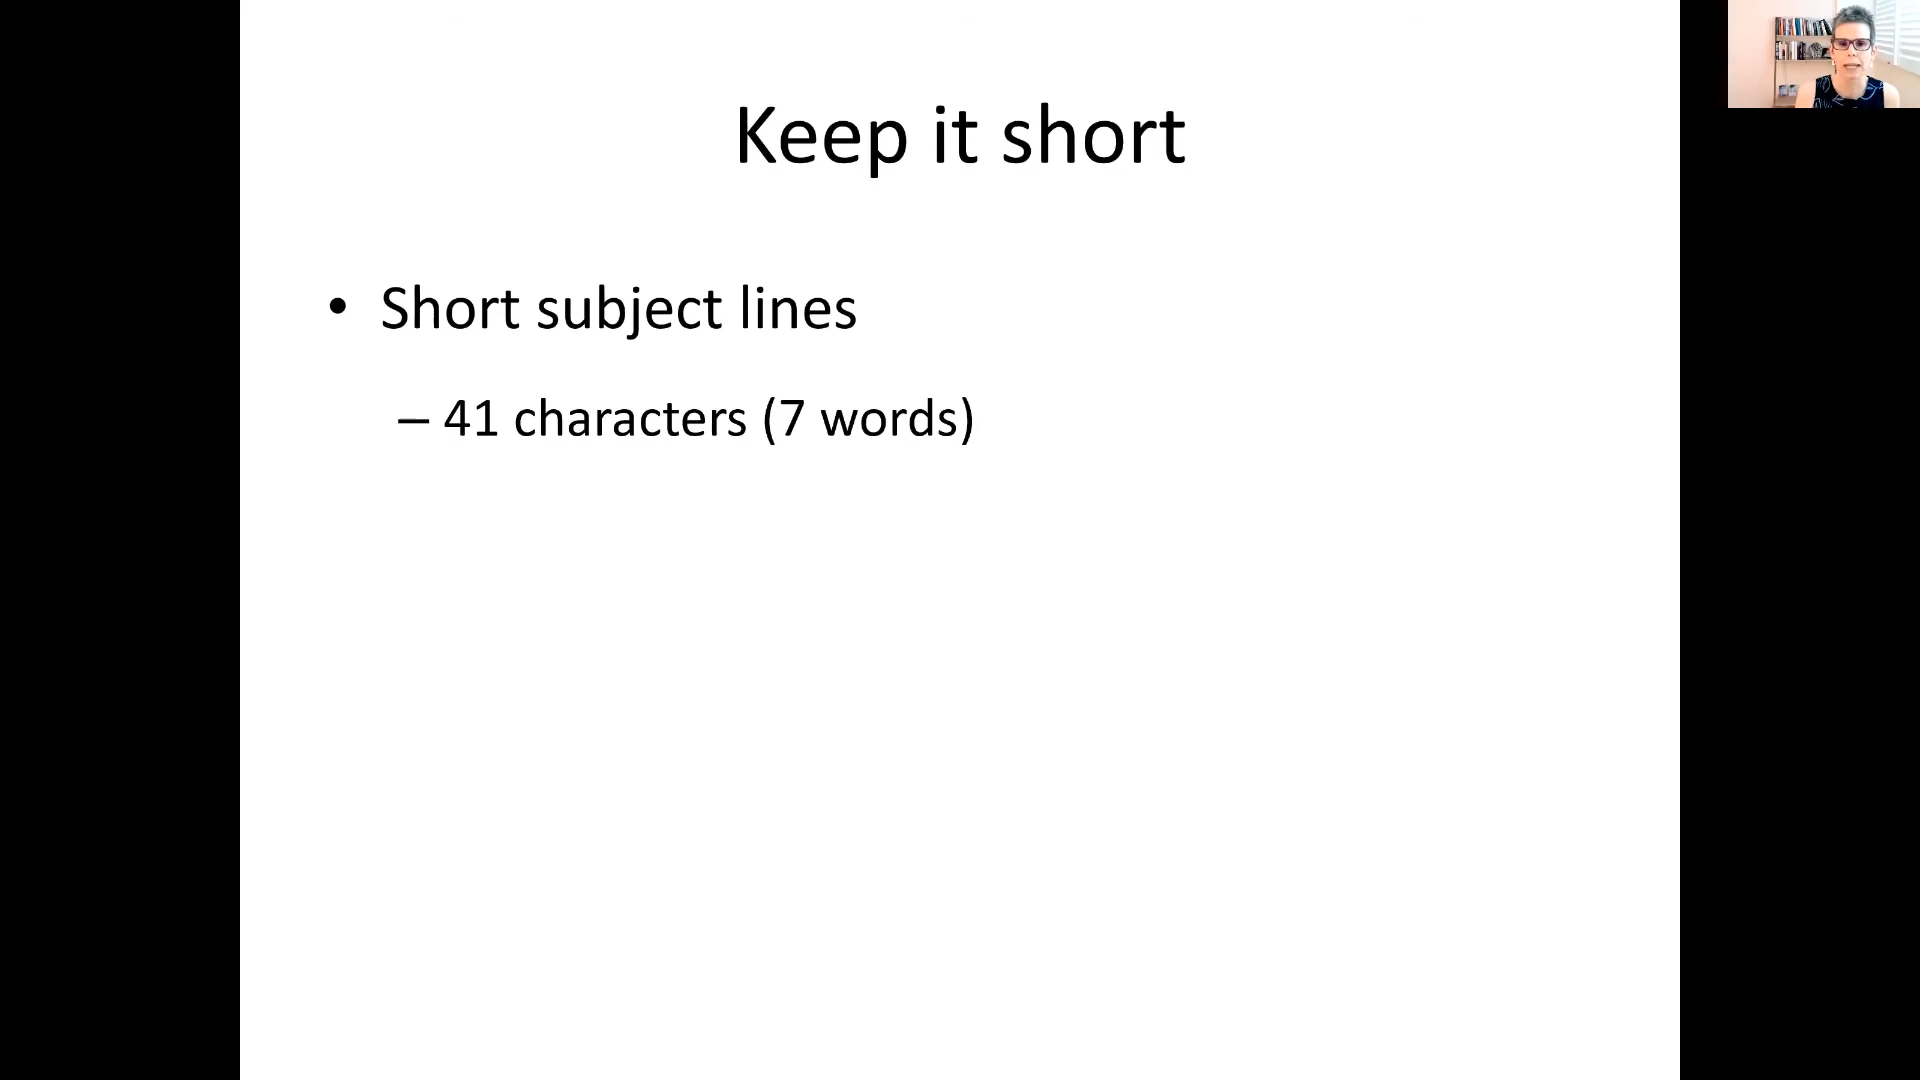 Keep it short
• Short subject lines
– 41 characters (7 words)